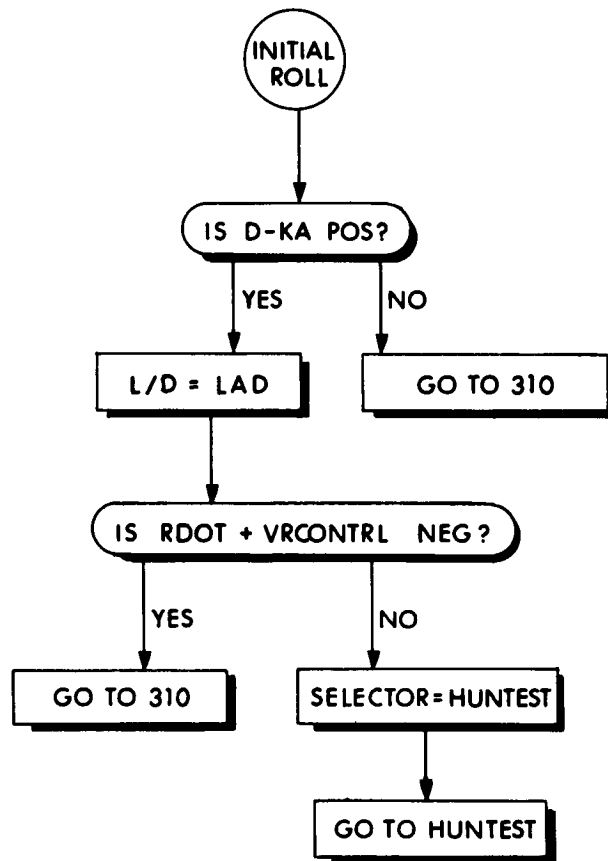 INITIAL
ROLL
IS D-KA POS?
YES
NO
L/D = LAD
GO TO 310
IS RDOT + VRCONTRL NEG?
YES
NO
GO TO 310
SELECTOR=HUNTEST
GO TO HUNTEST